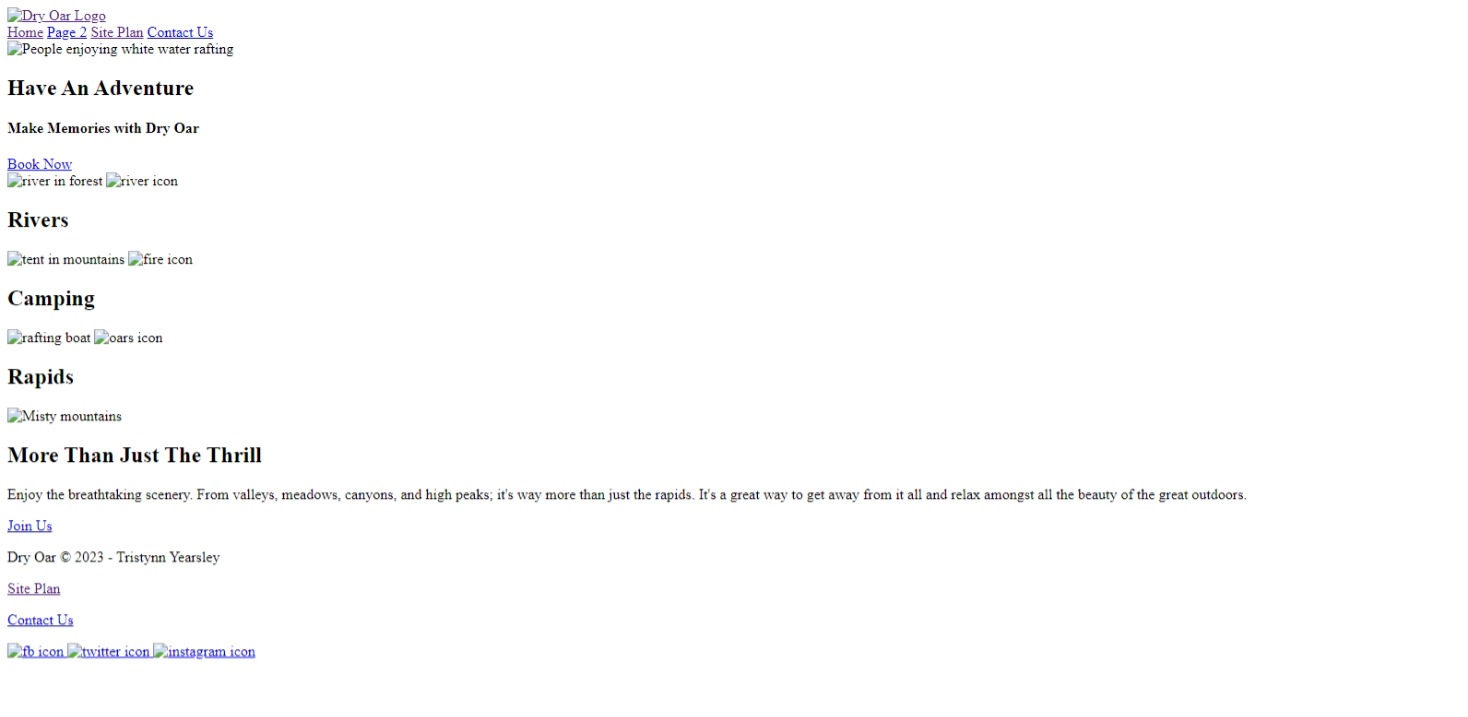 Dry Oar Logo
Home Page 2 Site Plan Contact Us
People enjoying white water rafting
Have An Adventure
Make Memories with Dry Oar
Book Now
river in forest river icon
Rivers
tent in mountains fire icon
Camping
rafting boat oars icon
Rapids
Misty mountains
More Than Just The Thrill
Enjoy the breathtaking scenery. From valleys, meadows, canyons, and high peaks; it's way more than just the rapids. It's a great way to get away from it all and relax amongst all the beauty of the great outdoors.
Join Us
Dry Oar © 2023 - Tristynn Yearsley
Site Plan
Contact Us
fb icon twitter icon instagram icon